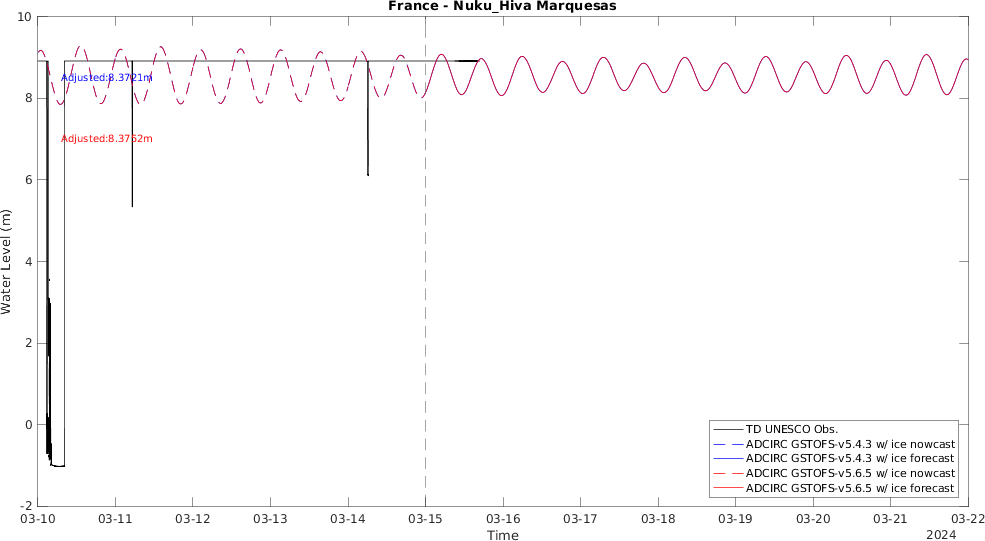 France - Nuku_Hiva Marquesas
10
8
6
4
2
0
-2
Water Level (m)
Adjusted:8.3721m
Adjusted:8.3762m
TD UNESCO Obs.
ADCIRC GSTOFS-v5.4.3 w/ ice nowcast
ADCIRC GSTOFS-v5.4.3 w/ ice forecast
ADCIRC GSTOFS-v5.6.5 w/ ice nowcast
ADCIRC GSTOFS-v5.6.5 w/ ice forecast
03-10 03-11 03-12 03-13 03-14 03-15 03-16 03-17 03-18 03-19 03-20 03-21 03-22
Time
2024